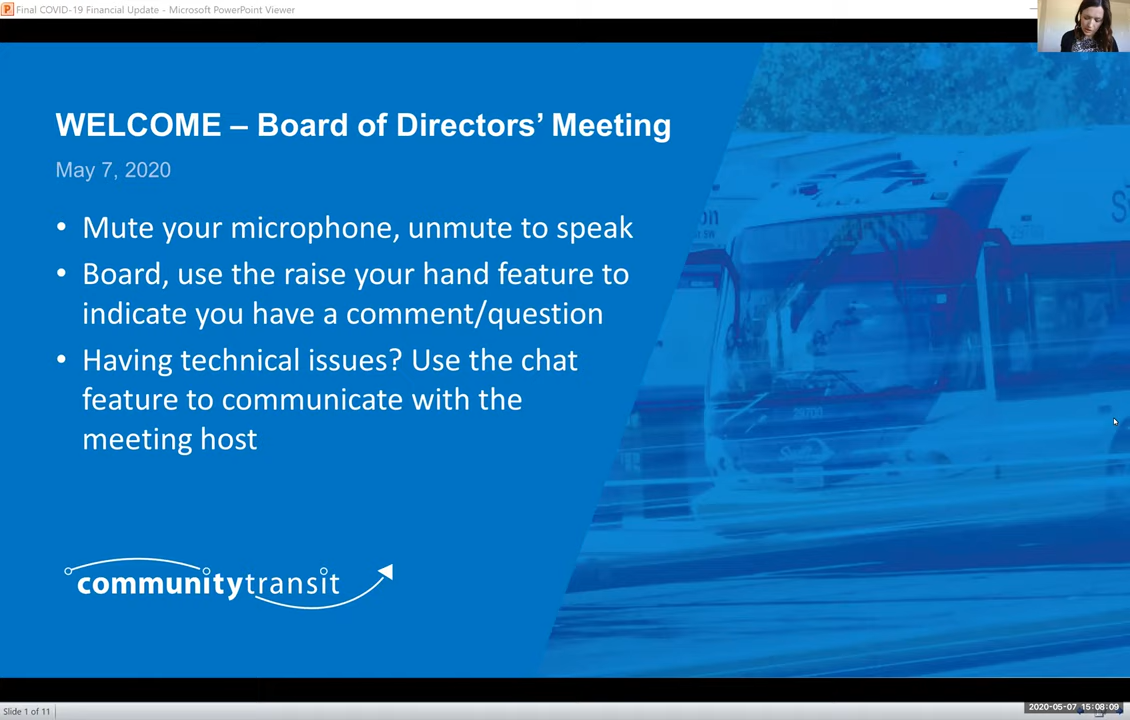 Final COVID-19 Financial Update - Microsoft PowerPoint Viewer
WELCOME – Board of Directors’ Meeting
May 7, 2020
• Mute your microphone, unmute to speak
• Board, use the raise your hand feature to
indicate you have a comment/question
• Having technical issues? Use the chat
feature to communicate with the
meeting host
communitytransit
29700
29700
Slide 1 of 11
2020-05-07 15:08:09